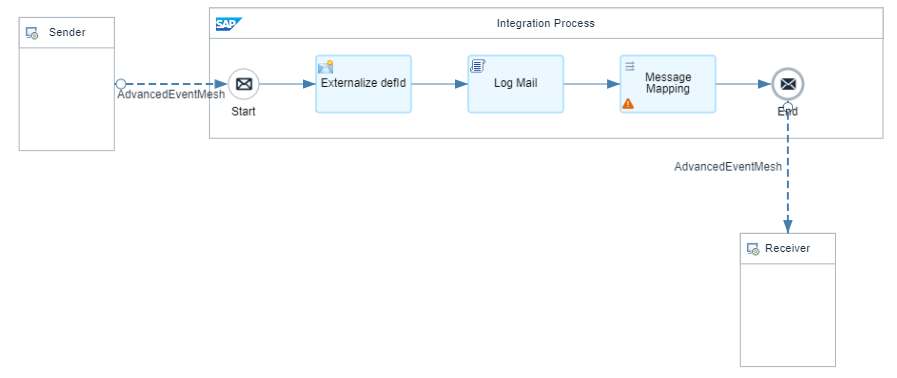 Sender
SAP
Integration Process
AdvancedEventMesh
Start
Externalize defId
Log Mail
Message
Mapping
End
AdvancedEventMesh
Receiver